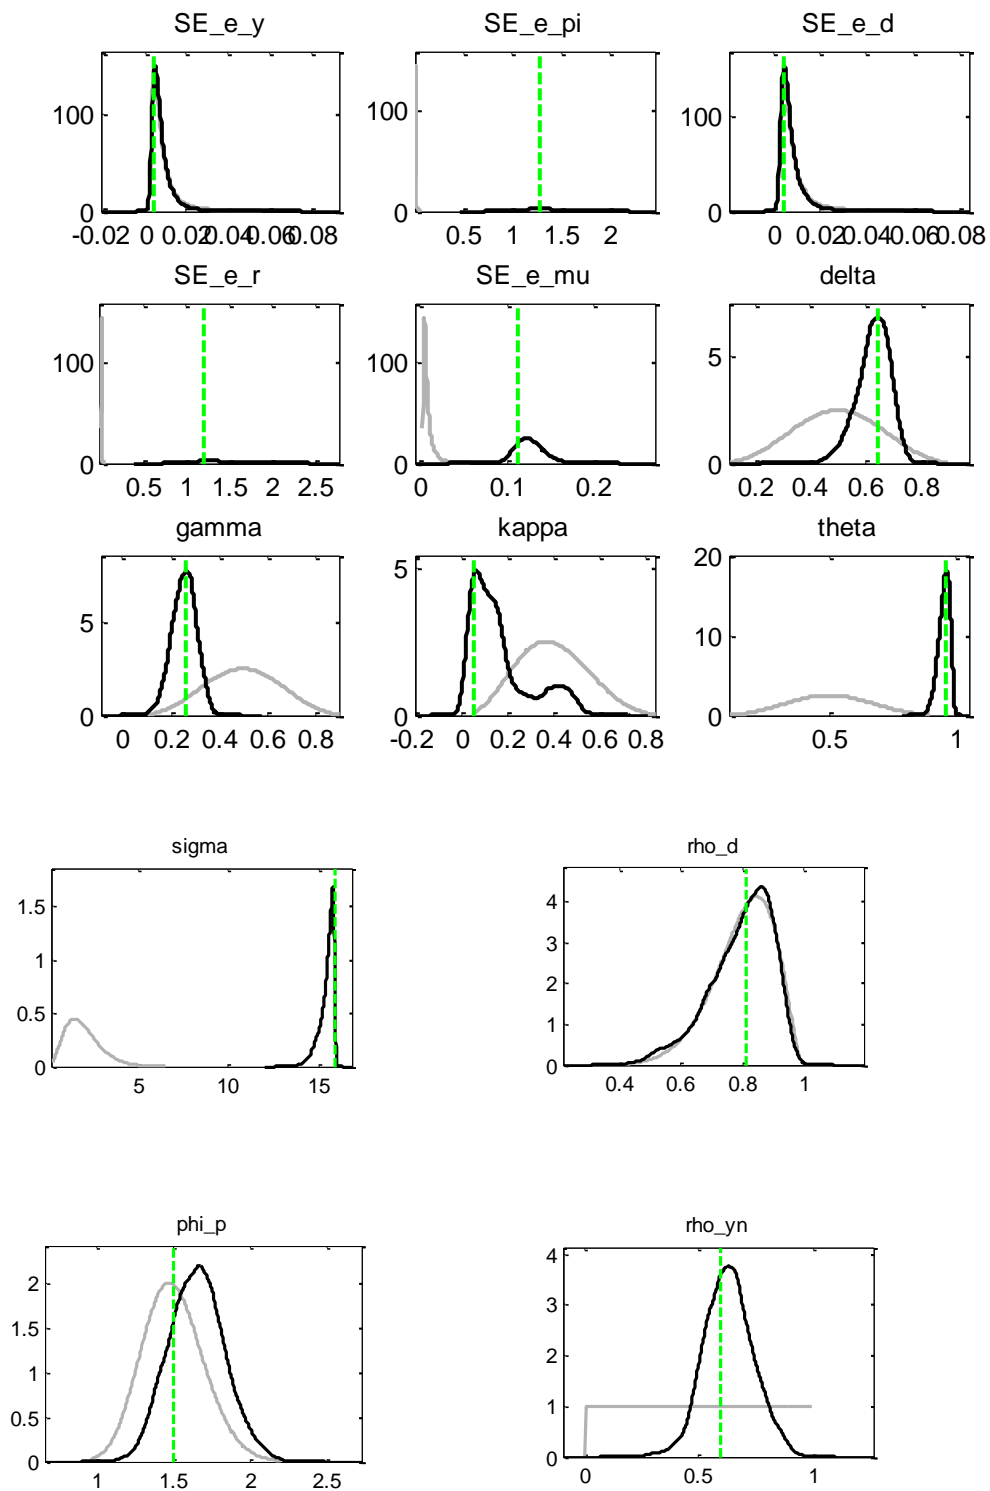 SE_e_y SE_e_pi SE_e_d
100 100 100
0 0 0
-0.02 0 0.02 0.04 0.06 0.08 0.5 1 1.5 2 0 0.02 0.04 0.06 0.08
SE_e_r SE_e_mu delta
100 100 5
0 0 0
0.5 1 1.5 2 2.5 0 0.1 0.2 0.2 0.4 0.6 0.8
gamma kappa theta
20
5 5 15
10
5
0 0 0
0 0.2 0.4 0.6 0.8 -0.2 0 0.2 0.4 0.6 0.8 0.5 1
sigma rho_d
1.5 4
3
1
2
0.5 1
0 0
5 10 15 0.4 0.6 0.8 1
phi_p rho_yn
4
2
1.5 3
1 2
0.5 1
0 0
1 1.5 2 2.5 0 0.5 1